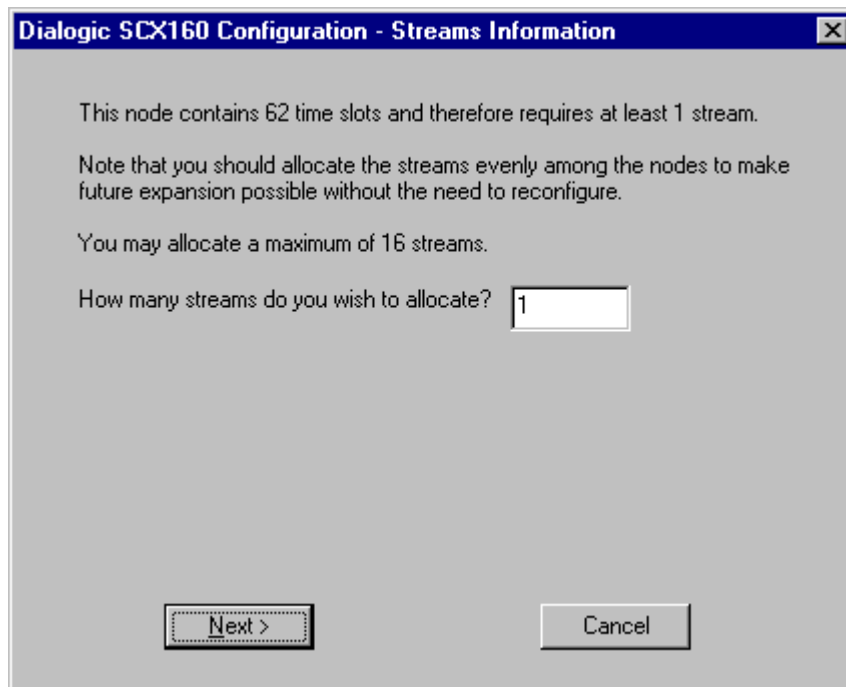 Dialogic SCX160 Configuration - Streams Information
This node contains 62 time slots and therefore requires at least 1 stream.
Note that you should allocate the streams evenly among the nodes to make
future expansion possible without the need to reconfigure.
You may allocate a maximum of 16 streams.
How many streams do you wish to allocate? 1
Next > Cancel